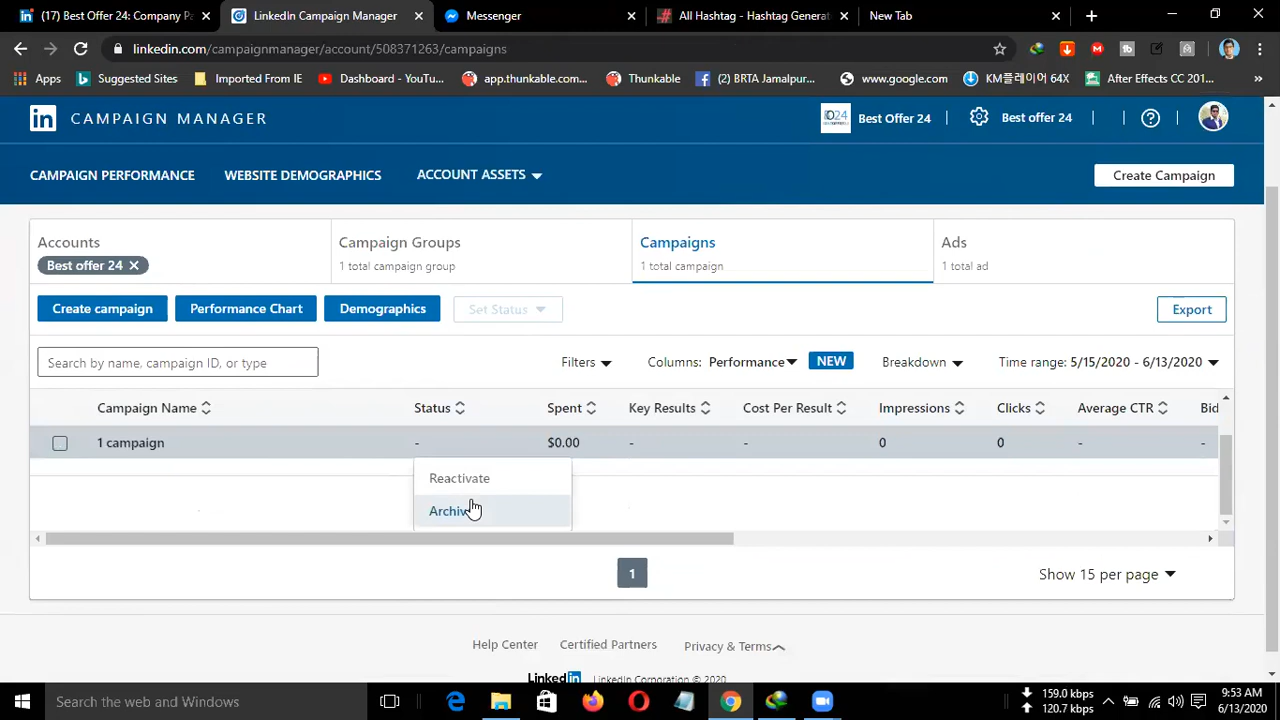 (17) Best Offer 24: Company Pa
LinkedIn Campaign Manager
Messenger
All Hashtag - Hashtag Generat
New Tab
linkedin.com/campaignmanager/account/508371263/campaigns
Apps
Suggested Sites
Imported From IE
Dashboard - YouTu...
app.thunkable.com...
Thunkable
BRTA Jamalpur...
www.google.com
KM플레이어 64X
After Effects CC 201...
in CAMPAIGN MANAGER
Best Offer 24
Best offer 24
CAMPAIGN PERFORMANCE
WEBSITE DEMOGRAPHICS
ACCOUNT ASSETS
Create Campaign
Accounts
Best offer 24
Campaign Groups
1 total campaign group
Campaigns
1 total campaign
Ads
1 total ad
Create campaign
Performance Chart
Demographics
Set Status
Export
Search by name, campaign ID, or type
Filters
Columns: Performance
NEW
Breakdown
Time range: 5/15/2020 - 6/13/2020
Campaign Name Status Spent Key Results Cost Per Result Impressions Clicks Average CTR Bid
1 campaign - $0.00 - - 0 0 - -
Reactivate
Archiv
1
Show 15 per page
Help Center
Certified Partners
Privacy & Terms
Linked in LinkedIn Corporation © 2020
Search the web and Windows
159.0 kbps
120.7 kbps
9:53 AM
6/13/2020